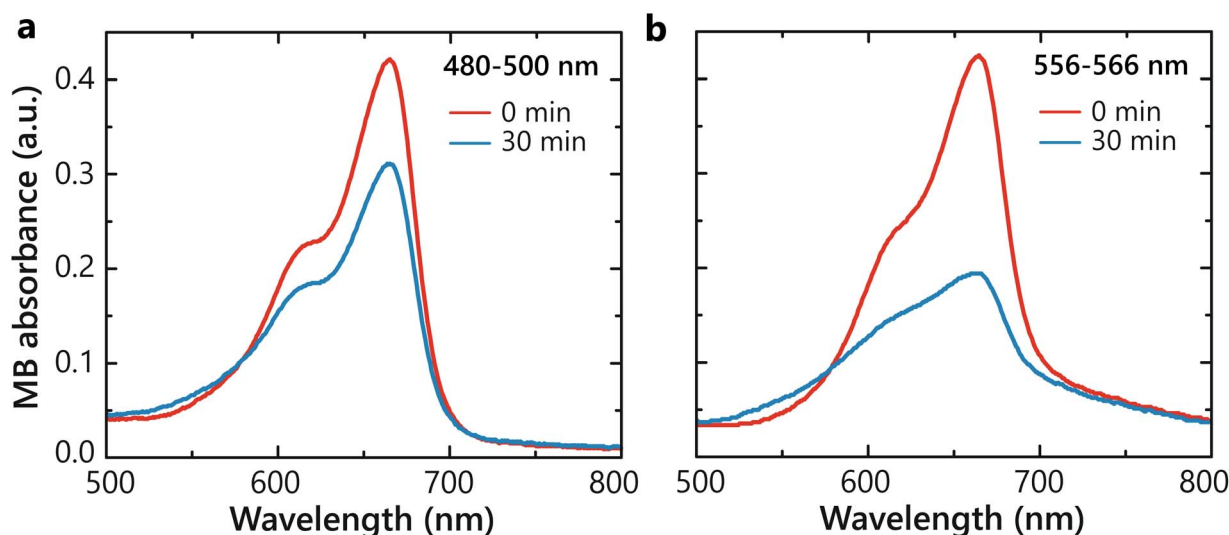 a
480-500 nm
0 min
30 min
MB absorbance (a.u.)
0.4
0.3
0.2
0.1
0.0
500
600
700
800
Wavelength (nm)
b
556-566 nm
0 min
30 min
500
600
700
800
Wavelength (nm)